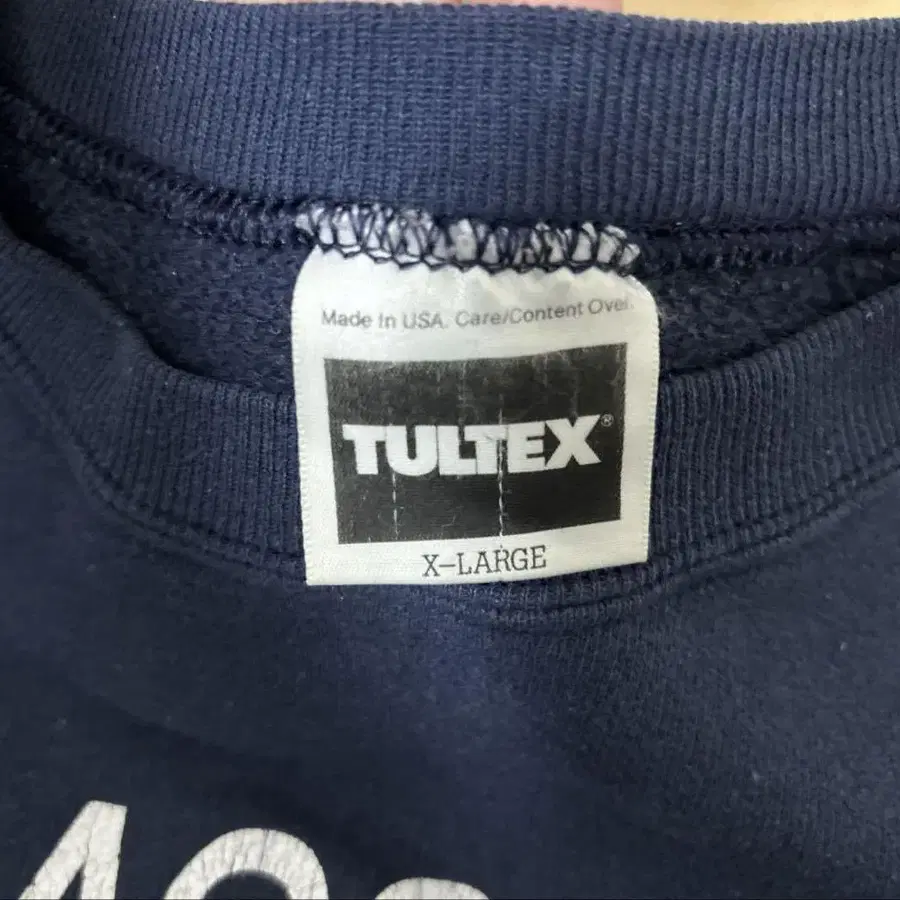 Made In USA. Care/Content Over.
TULTEX®
X-LARGE